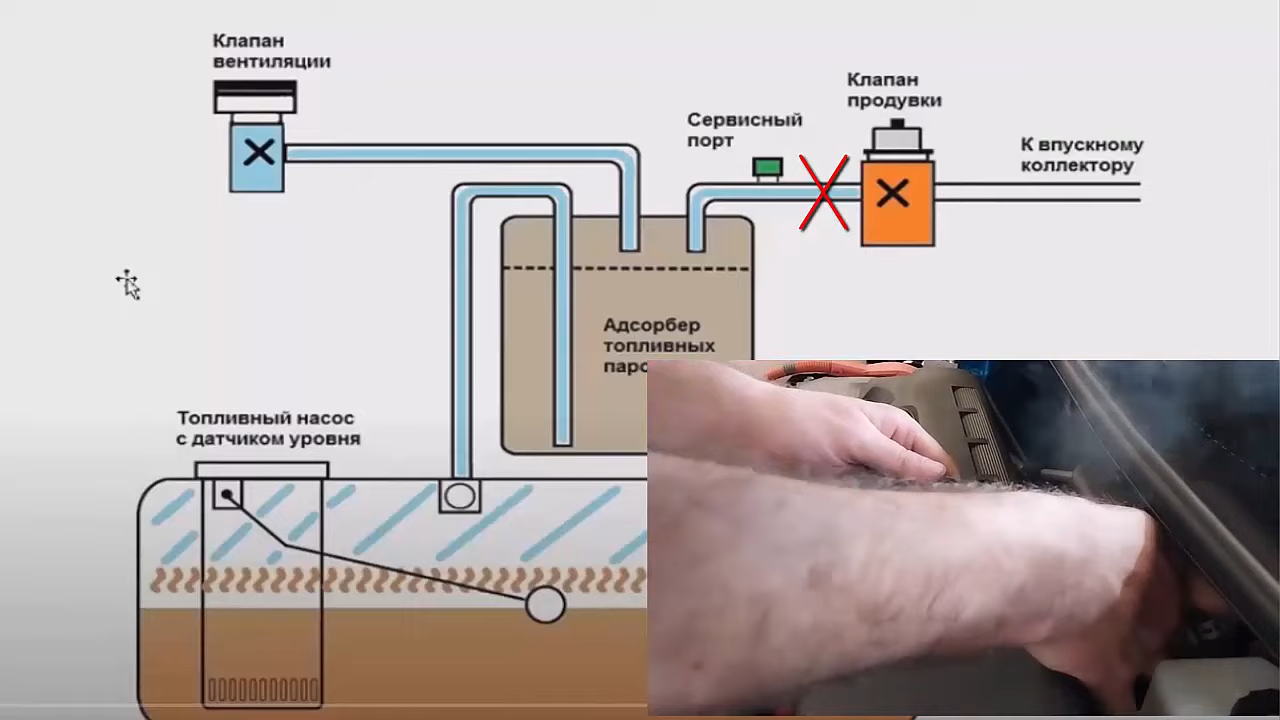 Клапан
вентиляции
Клапан
продувки
Сервисный
порт
К впускному
коллектору
Адсорбер
топливных
Топливный насос
с датчиком уровня